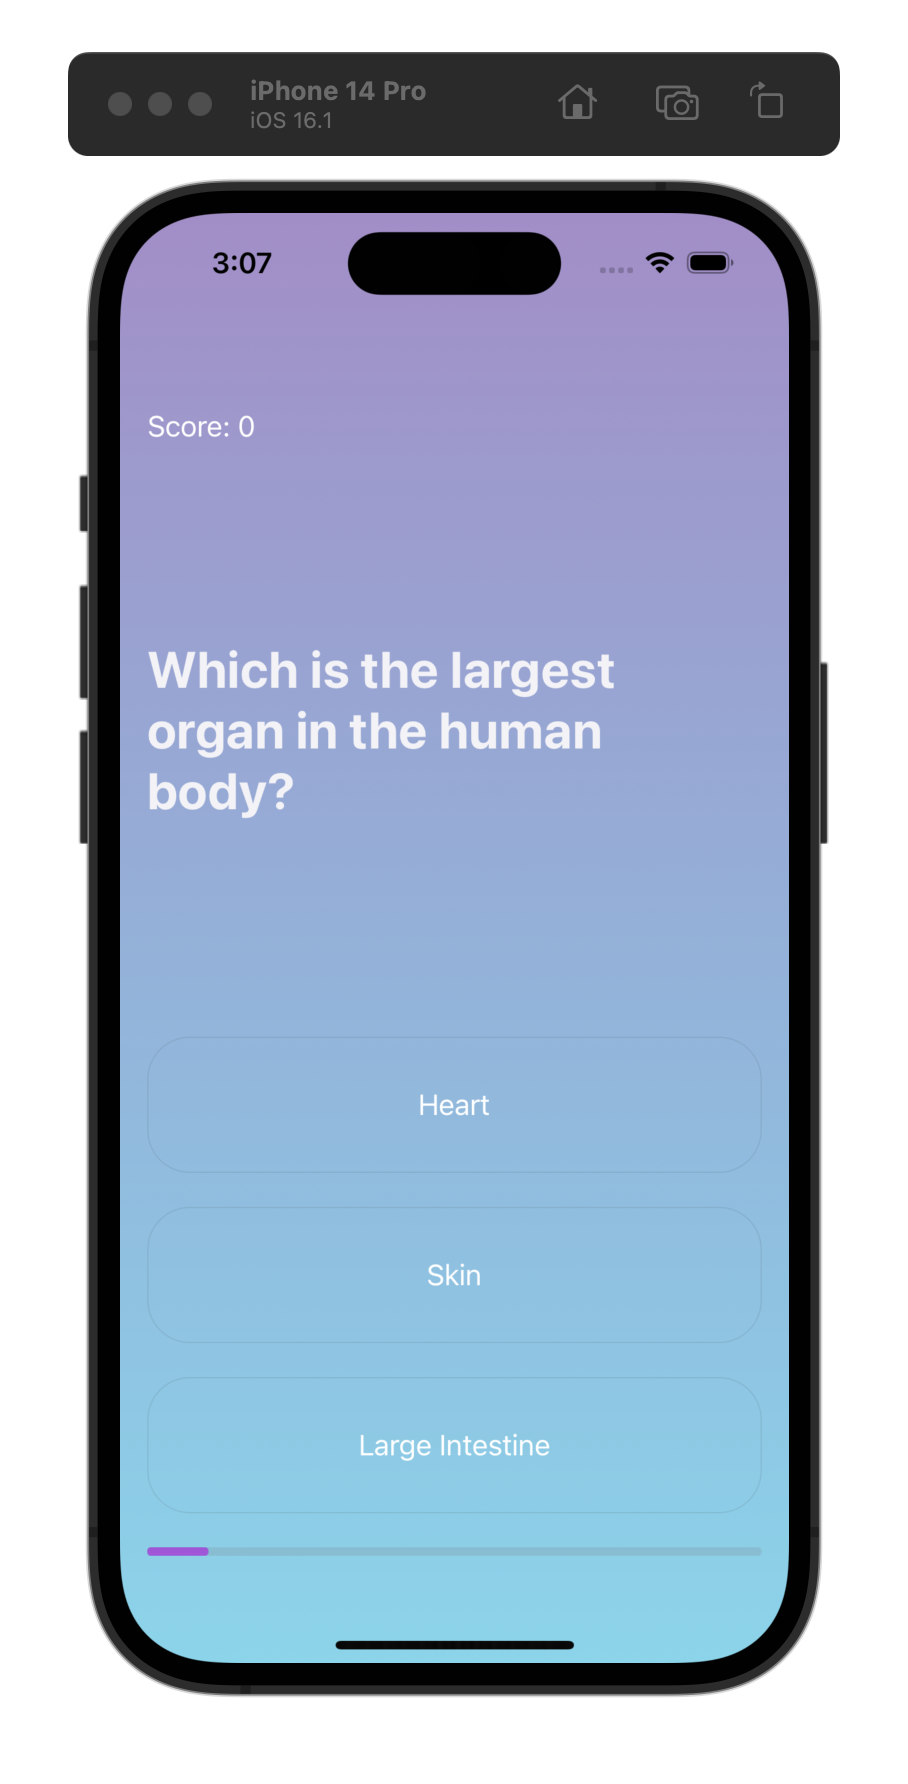 iPhone 14 Pro
iOS 16.1
3:07
Score: 0
Which is the largest
organ in the human
body?
Heart
Skin
Large Intestine